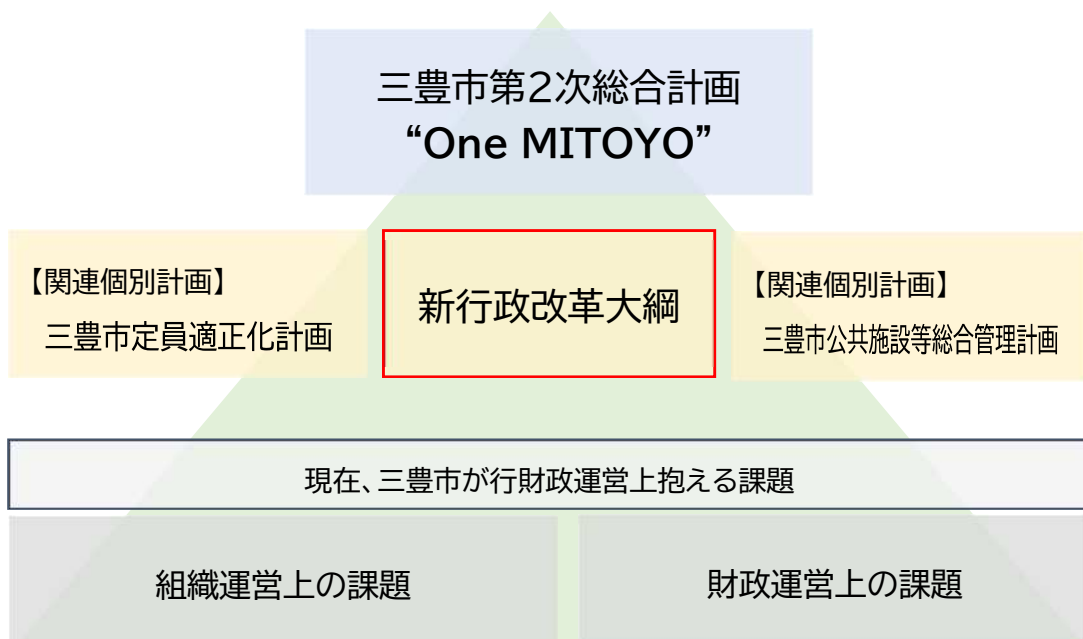 三豊市第2次総合計画
“One MITOYO”
【関連個別計画】
三豊市定員適正化計画
新行政改革大綱
【関連個別計画】
三豊市公共施設等総合管理計画
現在、三豊市が行財政運営上抱える課題
組織運営上の課題
財政運営上の課題